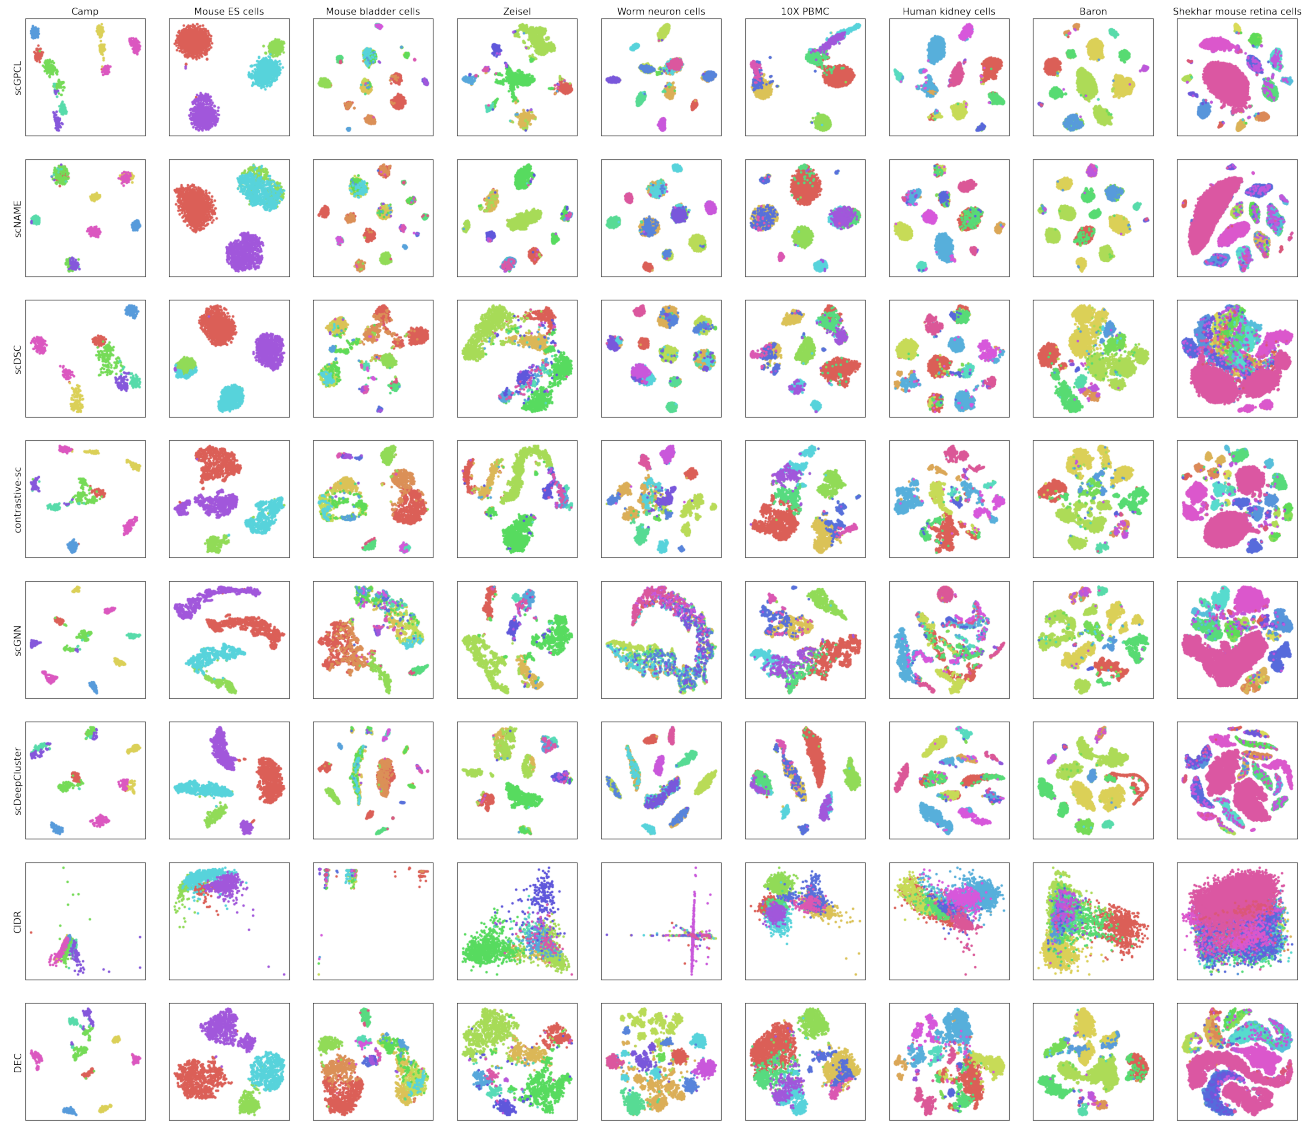 Camp Mouse ES cells Mouse bladder cells Zeisel Worm neuron cells 10X PBMC Human kidney cells Baron Shekhar mouse retina cells
scGPCL
scNAME
scDSC
contrastive-sc
scGNN
scDeepCluster
CIDR
DEC